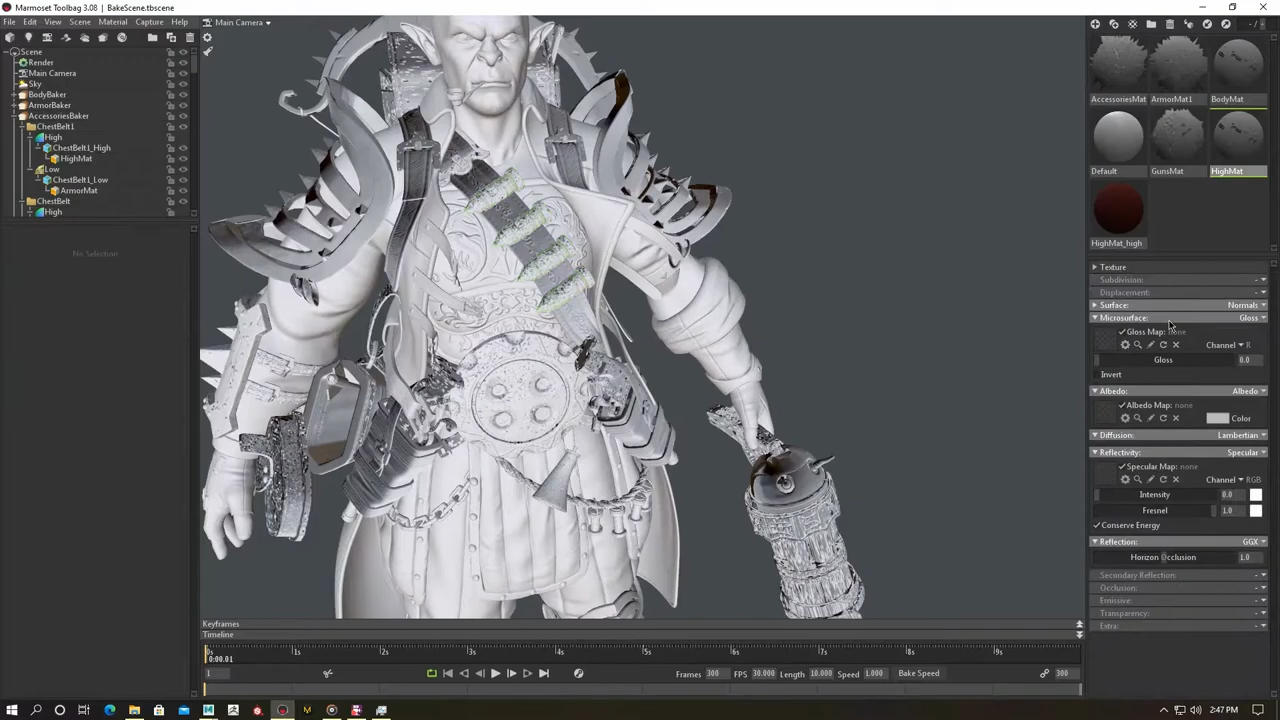 Marmoset Toolbag 3.08 | BakeScene.tbscene
File Edit View Scene Material Capture Help
Main Camera
Scene
Render
Main Camera
Sky
BodyBaker
ArmorBaker
AccessoriesBaker
ChestBelt1
High
ChestBelt1_High
HighMat
Low
ChestBelt1_Low
ArmorMat
ChestBelt
High
No Selection
AccessoriesMat ArmorMat1 BodyMat
Default GunsMat HighMat
HighMat_high
Texture
Subdivision:
Displacement:
Surface: Normals
Microsurface: Gloss
Gloss Map: none
Channel R
Gloss 0.0
Invert
Albedo: Albedo
Albedo Map: none
Color
Diffusion: Lambertian
Reflectivity: Specular
Specular Map: none
Channel RGB
Intensity 0.0
Fresnel 1.0
Conserve Energy
Reflection: GGX
Horizon Occlusion 1.0
Secondary Reflection:
Occlusion:
Emissive:
Transparency:
Extra:
Keyframes
Timeline
0s 1s 2s 3s 4s 5s 6s 7s 8s 9s
0:00.01
1 Frames 300 FPS 30.000 Length 10.000 Speed 1.000 Bake Speed 300
2:47 PM